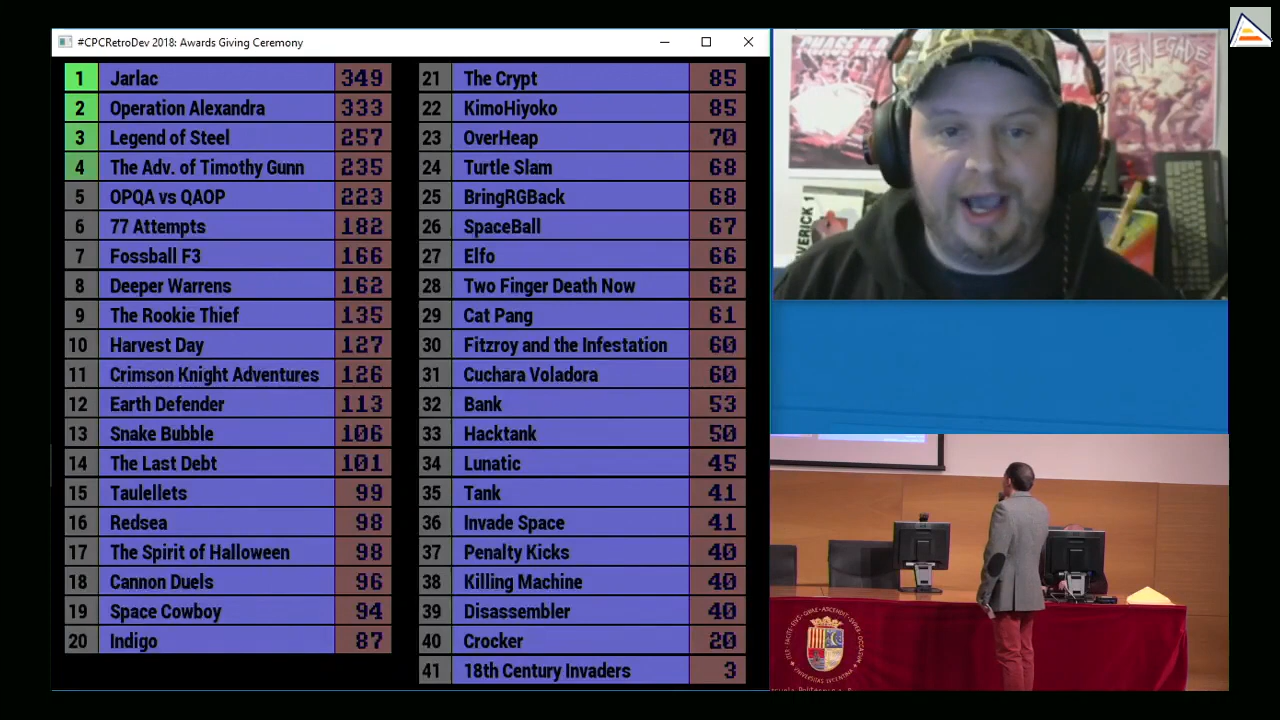 #CPCRetroDev 2018: Awards Giving Ceremony
1 Jarlac 349
2 Operation Alexandra 333
3 Legend of Steel 257
4 The Adv. of Timothy Gunn 235
5 OPQA vs QAOP 223
6 77 Attempts 182
7 Fossball F3 166
8 Deeper Warrens 162
9 The Rookie Thief 135
10 Harvest Day 127
11 Crimson Knight Adventures 126
12 Earth Defender 113
13 Snake Bubble 106
14 The Last Debt 101
15 Taulellets 99
16 Redsea 98
17 The Spirit of Halloween 98
18 Cannon Duels 96
19 Space Cowboy 94
20 Indigo 87
21 The Crypt 85
22 KimoHiyoko 85
23 OverHeap 70
24 Turtle Slam 68
25 BringRGBack 68
26 SpaceBall 67
27 Elfo 66
28 Two Finger Death Now 62
29 Cat Pang 61
30 Fitzroy and the Infestation 60
31 Cuchara Voladora 60
32 Bank 53
33 Hacktank 50
34 Lunatic 45
35 Tank 41
36 Invade Space 41
37 Penalty Kicks 40
38 Killing Machine 40
39 Disassembler 40
40 Crocker 20
41 18th Century Invaders 3
RENEGADE
VERICK 1